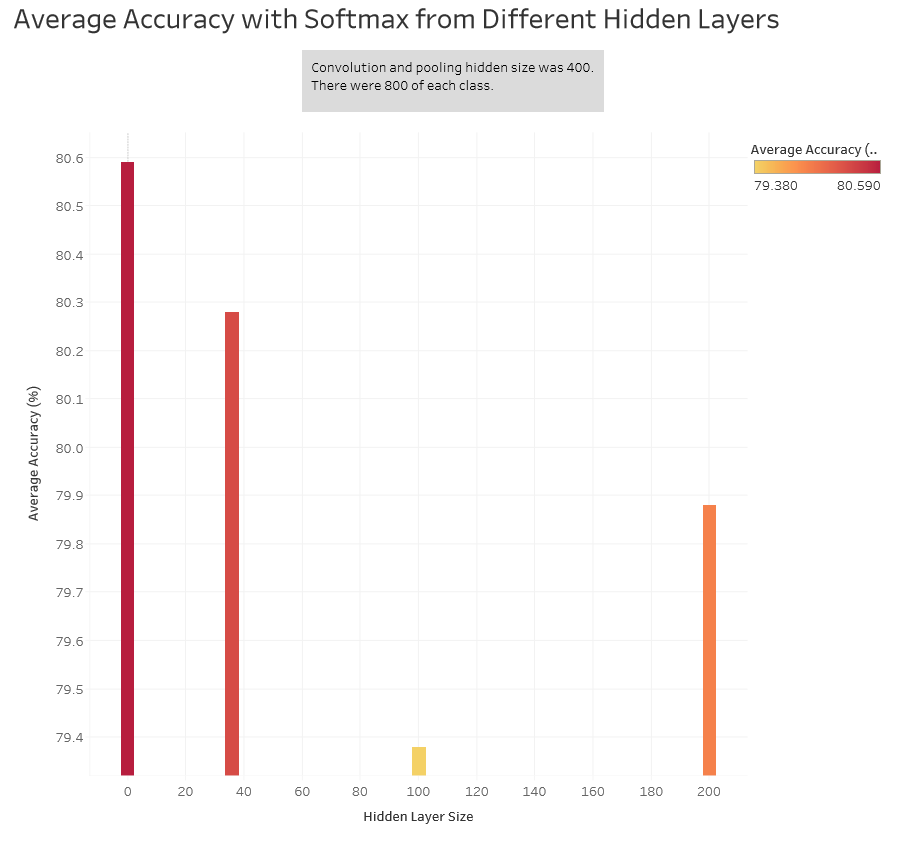 Average Accuracy with Softmax from Different Hidden Layers
Convolution and pooling hidden size was 400.
There were 800 of each class.
Average Accuracy (..
79.380 80.590
80.6
80.5
80.4
80.3
80.2
80.1
80.0
79.9
79.8
79.7
79.6
79.5
79.4
Average Accuracy (%)
0 20 40 60 80 100 120 140 160 180 200
Hidden Layer Size